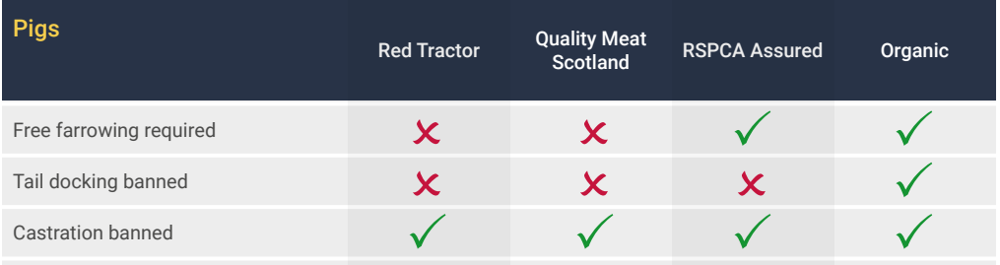 Pigs
Red Tractor
Quality Meat
Scotland
RSPCA Assured
Organic
Free farrowing required
Tail docking banned
Castration banned